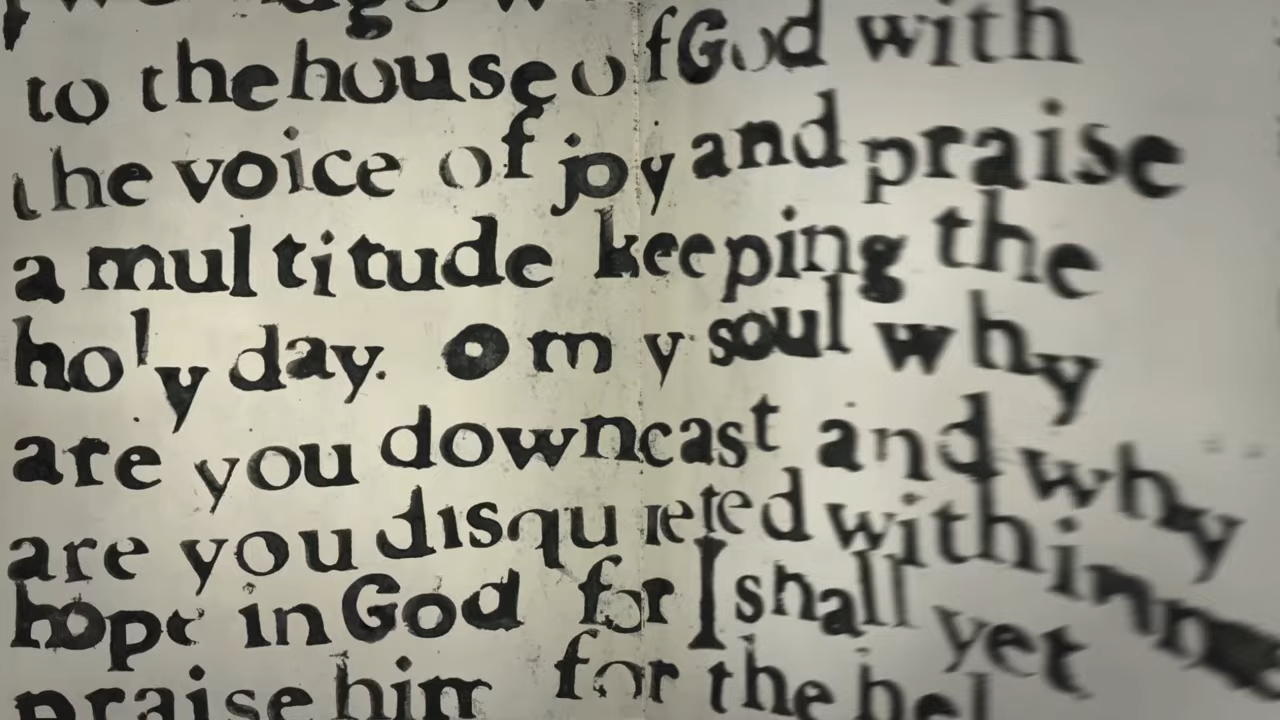 to the house of God with
the voice of joy and praise
a multitude keeping the
holy day. o my soul why
are you downcast and why
are you disquieted within
hope in God for I shall yet
praise him for the hel